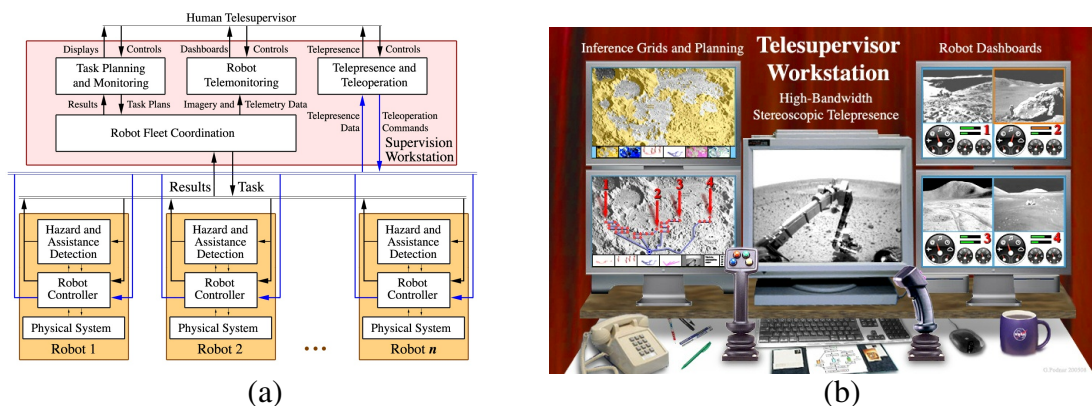 Human Telesupervisor
Displays
Controls
Dashboards
Controls
Telepresence
Controls
Task Planning
and Monitoring
Robot
Telemonitoring
Telepresence and
Teleoperation
Results
Task Plans
Imagery and
Telemetry Data
Telepresence
Data
Teleoperation
Commands
Robot Fleet Coordination
Supervision
Workstation
Results
Task
Hazard and
Assistance
Detection
Robot
Controller
Physical System
Robot 1
Hazard and
Assistance
Detection
Robot
Controller
Physical System
Robot 2
Hazard and
Assistance
Detection
Robot
Controller
Physical System
Robot n
(a)
Inference Grids and Planning
Telesupervisor
Workstation
High-Bandwidth
Stereoscopic Telepresence
Robot Dashboards
1
2
3
4
1
2
3
4
NASA
(b)